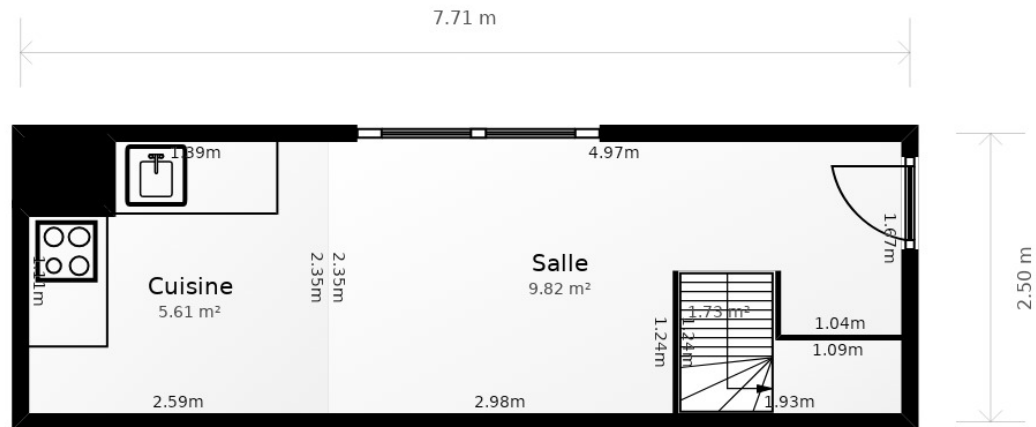 7.71 m
1.39m
4.97m
1.67m
1.11m
Cuisine
5.61 m²
2.35m
2.35m
Salle
9.82 m²
2.50 m
1.73 m²
1.24m
1.24m
1.04m
1.09m
2.59m
2.98m
1.93m